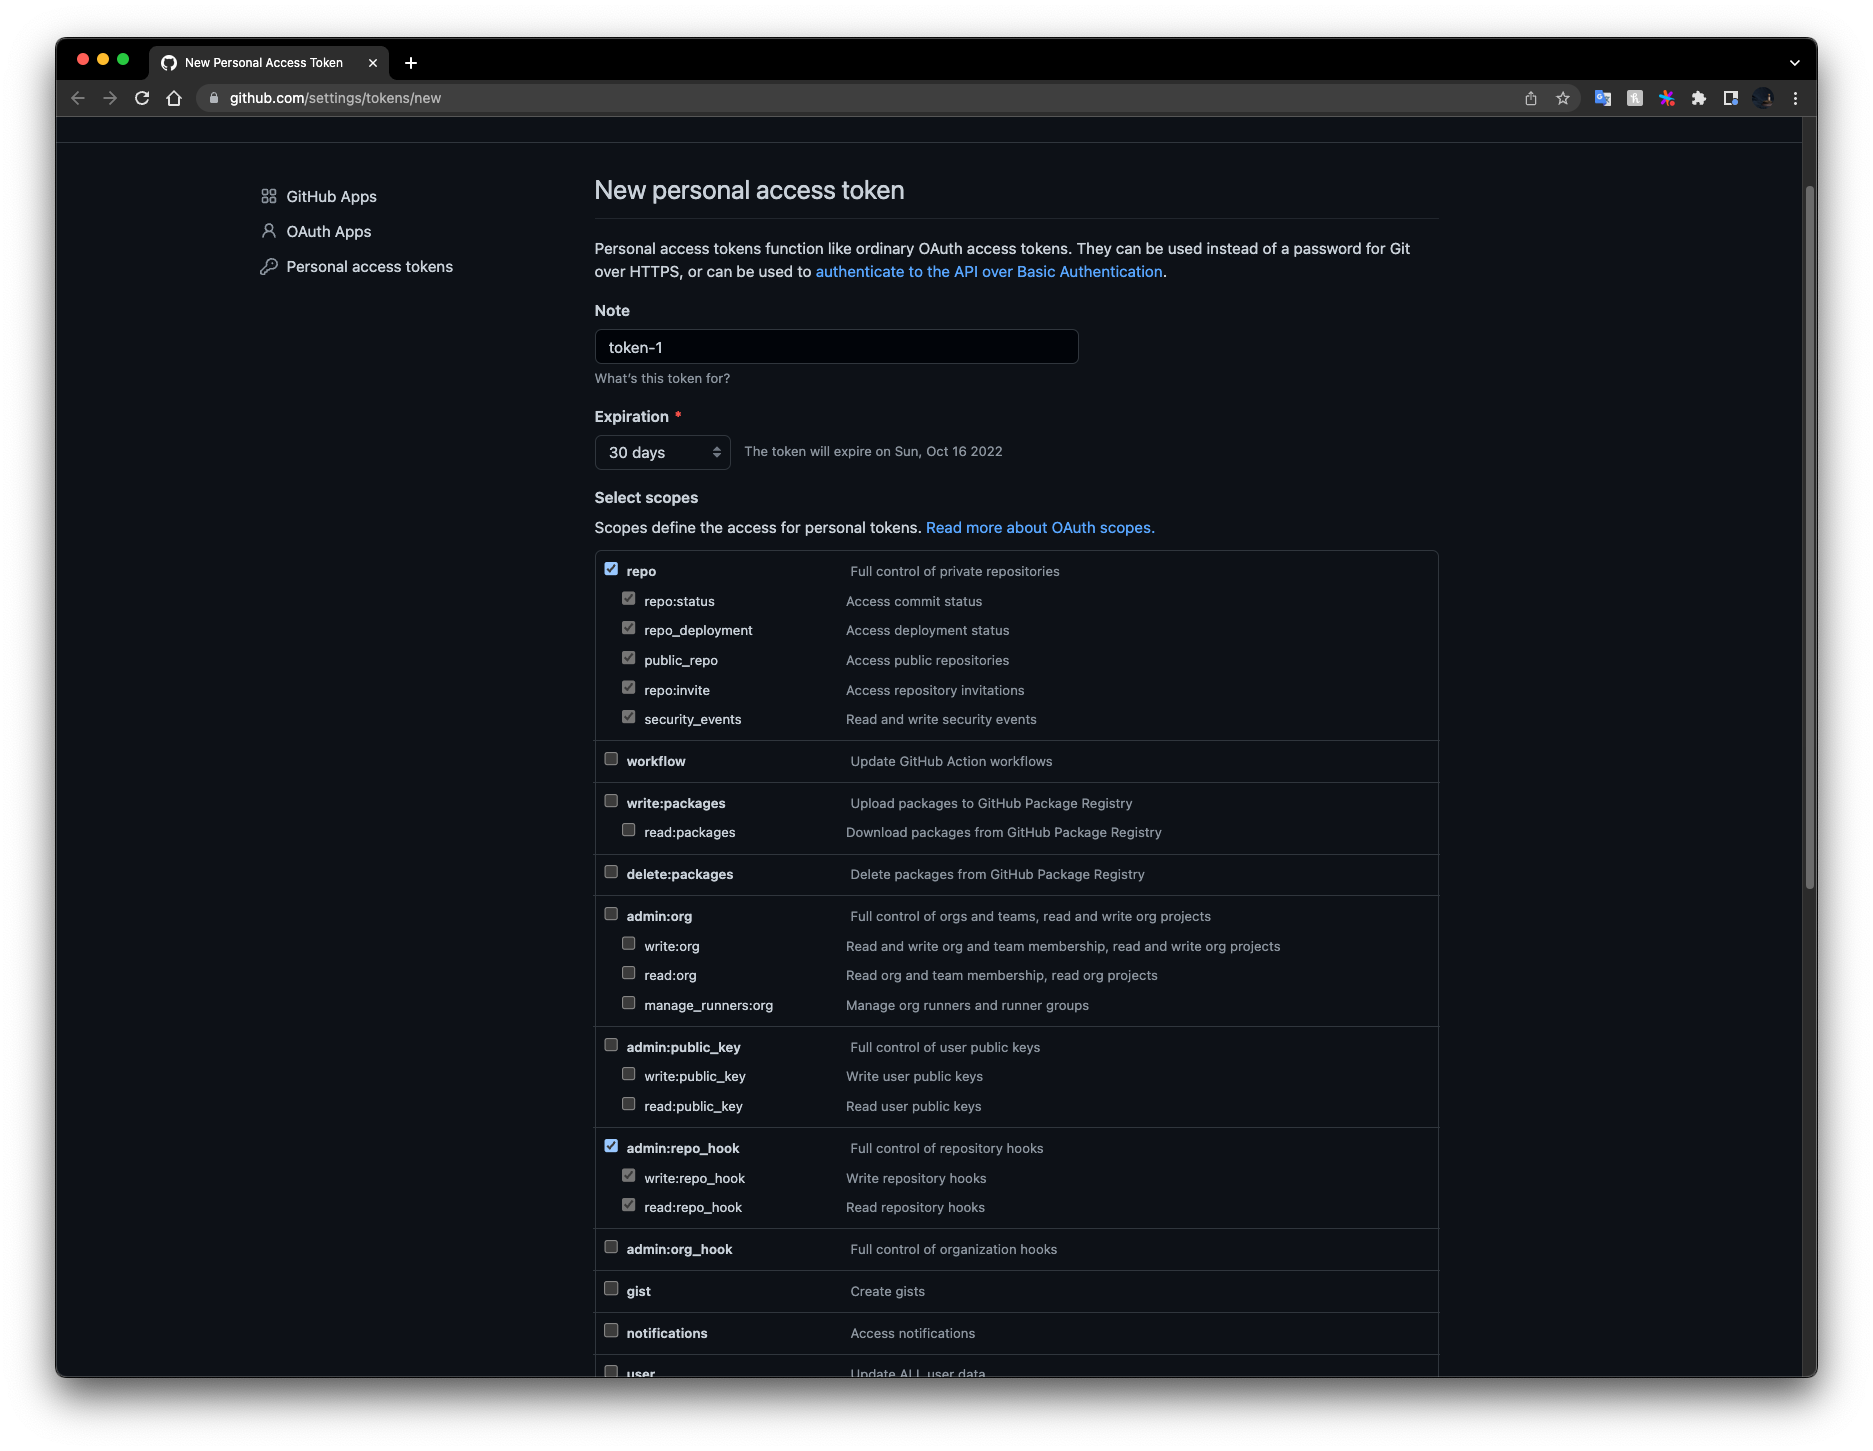 New Personal Access Token
github.com/settings/tokens/new
GitHub Apps
OAuth Apps
Personal access tokens
New personal access token
Personal access tokens function like ordinary OAuth access tokens. They can be used instead of a password for Git
over HTTPS, or can be used to authenticate to the API over Basic Authentication.
Note
token-1
What's this token for?
Expiration *
30 days The token will expire on Sun, Oct 16 2022
Select scopes
Scopes define the access for personal tokens. Read more about OAuth scopes.
repo Full control of private repositories
repo:status Access commit status
repo_deployment Access deployment status
public_repo Access public repositories
repo:invite Access repository invitations
security_events Read and write security events
workflow Update GitHub Action workflows
write:packages Upload packages to GitHub Package Registry
read:packages Download packages from GitHub Package Registry
delete:packages Delete packages from GitHub Package Registry
admin:org Full control of orgs and teams, read and write org projects
write:org Read and write org and team membership, read and write org projects
read:org Read org and team membership, read org projects
manage_runners:org Manage org runners and runner groups
admin:public_key Full control of user public keys
write:public_key Write user public keys
read:public_key Read user public keys
admin:repo_hook Full control of repository hooks
write:repo_hook Write repository hooks
read:repo_hook Read repository hooks
admin:org_hook Full control of organization hooks
gist Create gists
notifications Access notifications
user Update ALL user data